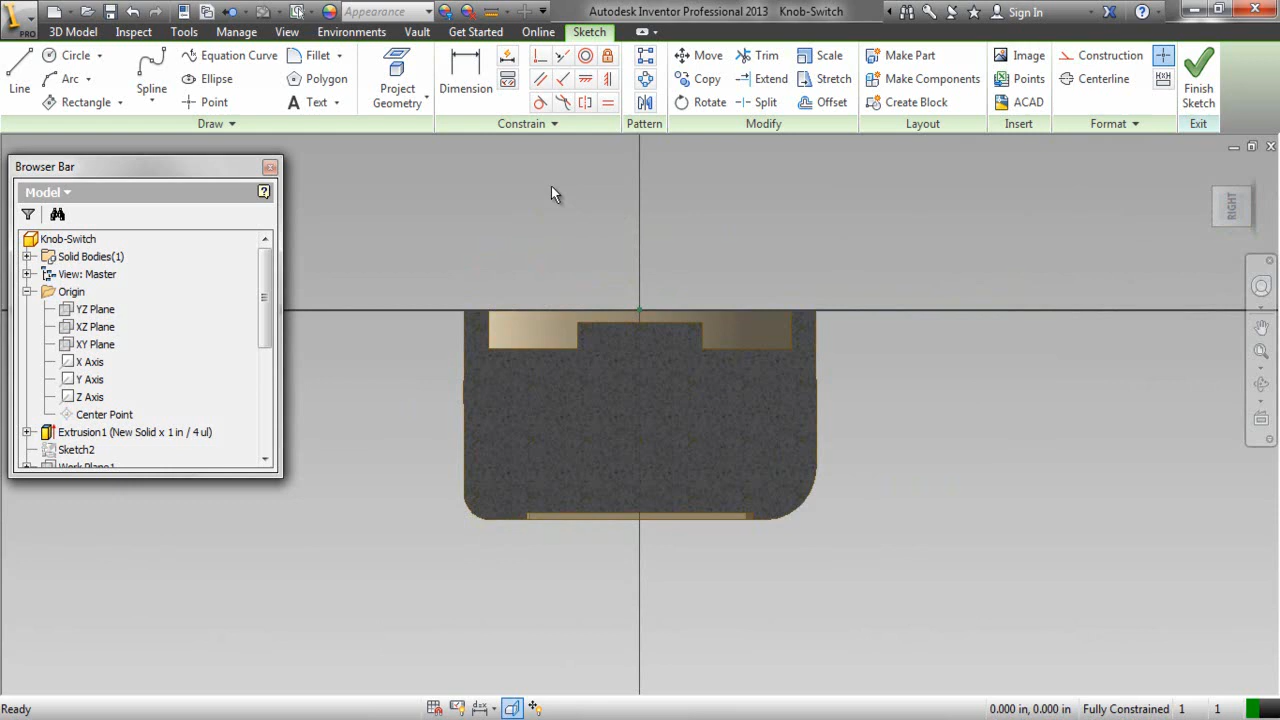 Appearance
Autodesk Inventor Professional 2013 Knob-Switch
Sign In
PRO
3D Model Inspect Tools Manage View Environments Vault Get Started Online Sketch
Line
Circle
Arc
Rectangle
Spline
Equation Curve
Ellipse
Point
Fillet
Polygon
Text
Project
Geometry
Dimension
Move
Copy
Rotate
Trim
Extend
Split
Scale
Stretch
Offset
Make Part
Make Components
Create Block
Image
Points
ACAD
Construction
Centerline
Finish
Sketch
Draw Constrain Pattern Modify Layout Insert Format Exit
Browser Bar
Model
Knob-Switch
Solid Bodies(1)
View: Master
Origin
YZ Plane
XZ Plane
XY Plane
X Axis
Y Axis
Z Axis
Center Point
Extrusion1 (New Solid x 1 in / 4 ul)
Sketch2
Work Plane1
RIGHT
Ready
0.000 in, 0.000 in Fully Constrained 1 1